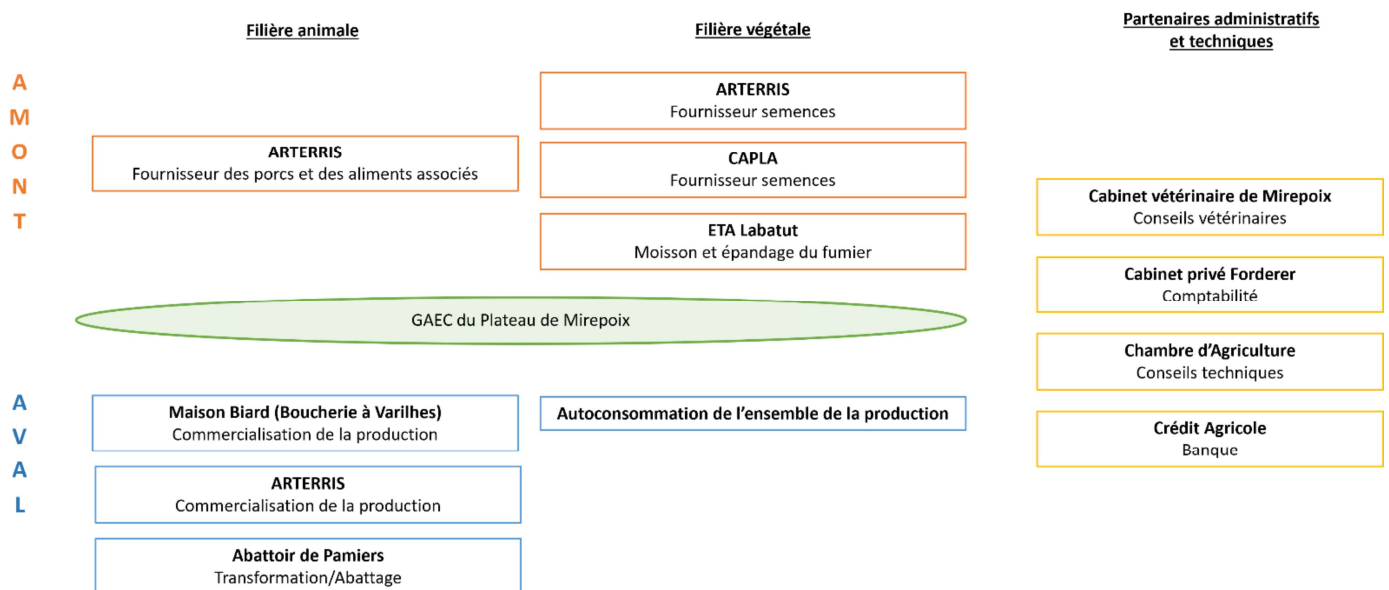 Filière animale
Filière végétale
Partenaires administratifs
et techniques
A
M
O
N
T
ARTERRIS
Fournisseur des porcs et des aliments associés
ARTERRIS
Fournisseur semences
CAPLA
Fournisseur semences
ETA Labatut
Moisson et épandage du fumier
Cabinet vétérinaire de Mirepoix
Conseils vétérinaires
Cabinet privé Forderer
Comptabilité
Chambre d’Agriculture
Conseils techniques
Crédit Agricole
Banque
GAEC du Plateau de Mirepoix
A
V
A
L
Maison Biard (Boucherie à Varilhes)
Commercialisation de la production
ARTERRIS
Commercialisation de la production
Abattoir de Pamiers
Transformation/Abattage
Autoconsommation de l’ensemble de la production